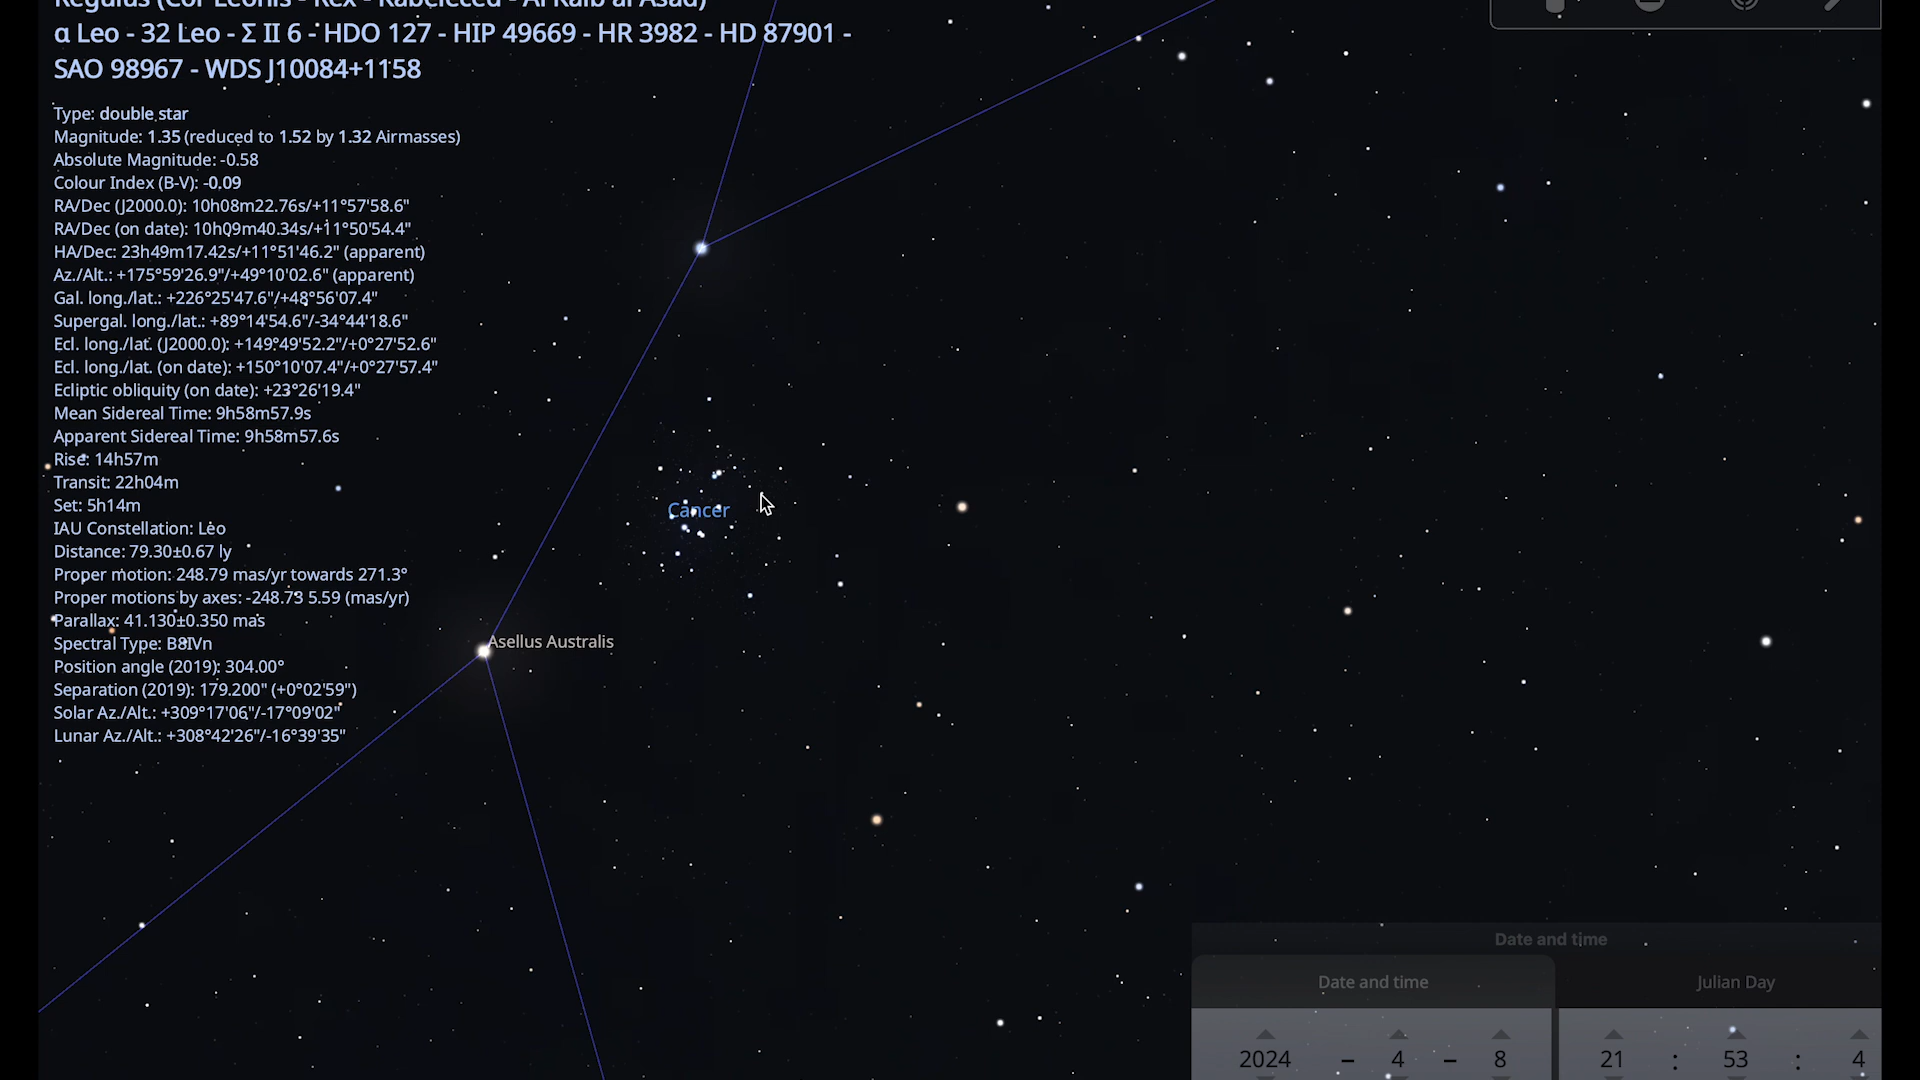 Regulus (Cor Leonis - Rex - Kabeleced - Al Kalb al Asad)
α Leo - 32 Leo - Σ II 6 - HDO 127 - HIP 49669 - HR 3982 - HD 87901 -
SAO 98967 - WDS J10084+1158
Type: double star
Magnitude: 1.35 (reduced to 1.52 by 1.32 Airmasses)
Absolute Magnitude: -0.58
Colour Index (B-V): -0.09
RA/Dec (J2000.0): 10h08m22.76s/+11°57'58.6"
RA/Dec (on date): 10h09m40.34s/+11°50'54.4"
HA/Dec: 23h49m17.42s/+11°51'46.2" (apparent)
Az./Alt.: +175°59'26.9"/+49°10'02.6" (apparent)
Gal. long./lat.: +226°25'47.6"/+48°56'07.4"
Supergal. long./lat.: +89°14'54.6"/-34°44'18.6"
Ecl. long./lat. (J2000.0): +149°49'52.2"/+0°27'52.6"
Ecl. long./lat. (on date): +150°10'07.4"/+0°27'57.4"
Ecliptic obliquity (on date): +23°26'19.4"
Mean Sidereal Time: 9h58m57.9s
Apparent Sidereal Time: 9h58m57.6s
Rise: 14h57m
Transit: 22h04m
Set: 5h14m
IAU Constellation: Leo
Distance: 79.30±0.67 ly
Proper motion: 248.79 mas/yr towards 271.3°
Proper motions by axes: -248.73 5.59 (mas/yr)
Parallax: 41.130±0.350 mas
Spectral Type: B8IVn
Position angle (2019): 304.00°
Separation (2019): 179.200" (+0°02'59")
Solar Az./Alt.: +309°17'06"/-17°09'02"
Lunar Az./Alt.: +308°42'26"/-16°39'35"
Cancer
Asellus Australis
Date and time
Date and time
Julian Day
2024 - 4 - 8
21 : 53 : 4